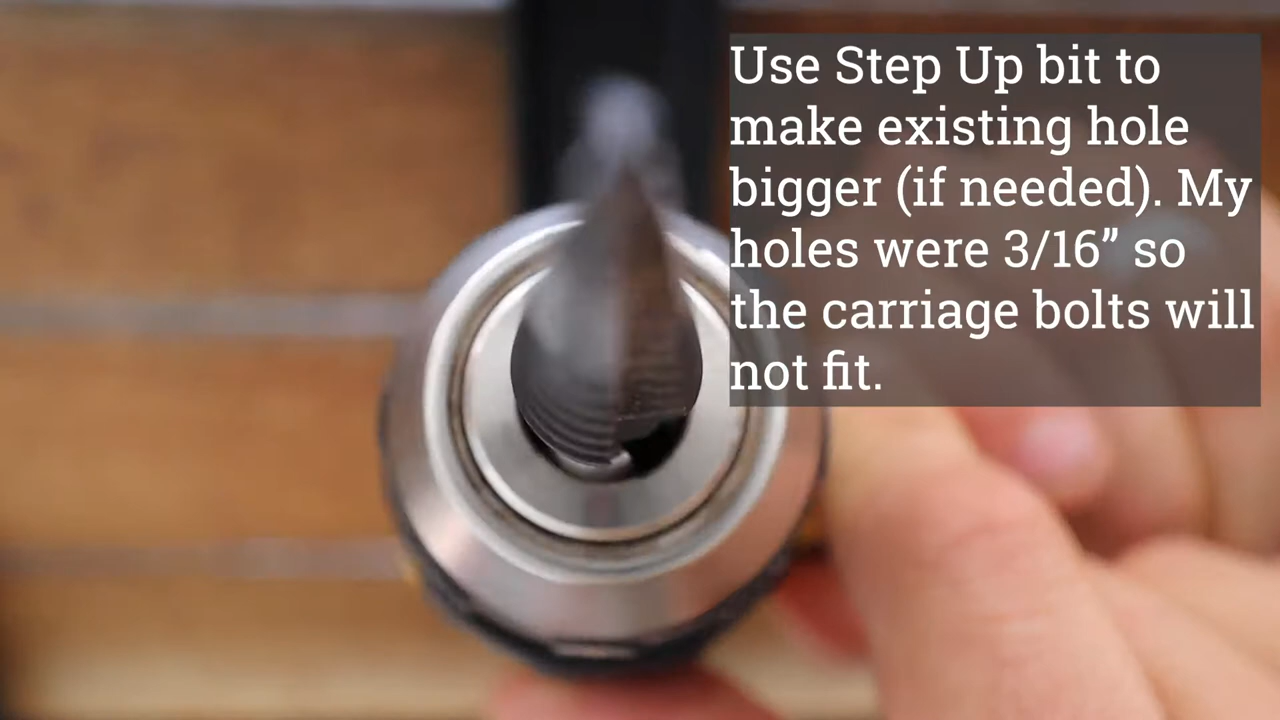 Use Step Up bit to
make existing hole
bigger (if needed). My
holes were 3/16” so
the carriage bolts will
not fit.